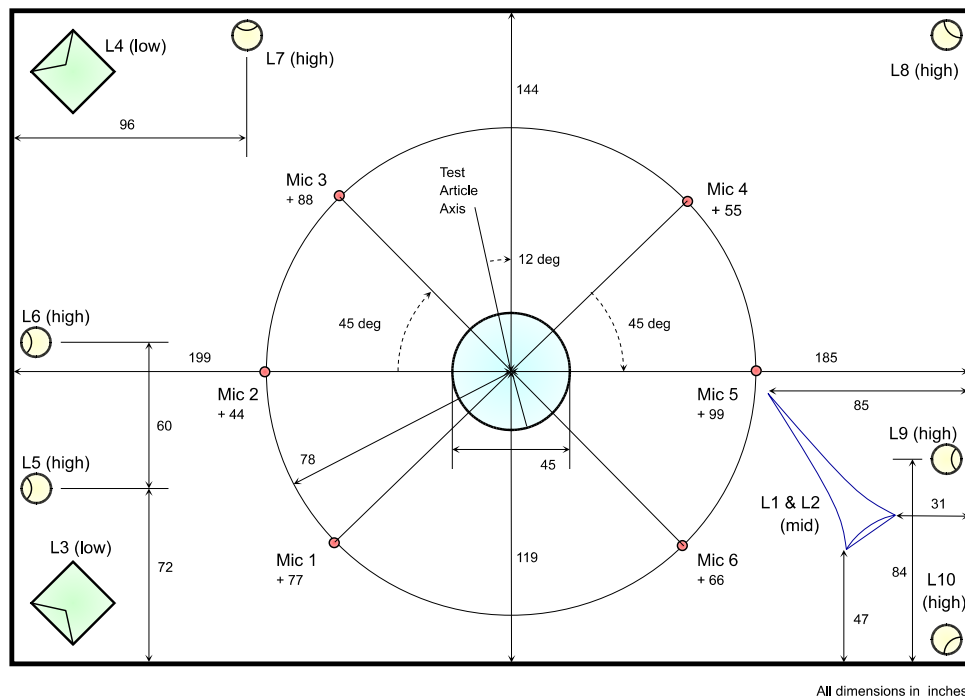 L4 (low)
L7 (high)
L8 (high)
144
96
Test
Article
Axis
Mic 3
+ 88
Mic 4
+ 55
12 deg
L6 (high)
45 deg
45 deg
199
185
Mic 2
+ 44
Mic 5
+ 99
85
60
L9 (high)
L5 (high)
78
45
L1 & L2
(mid)
31
L3 (low)
Mic 1
+ 77
119
Mic 6
+ 66
72
84
L10
(high)
47
All dimensions in inches